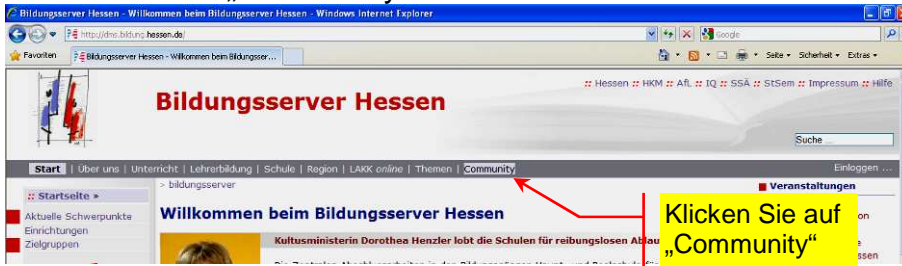 Bildungsserver Hessen - Willkommen beim Bildungsserver Hessen - Windows Internet Explorer
http://dms.bildung.hessen.de/
Google
Favoriten
Bildungsserver Hessen - Willkommen beim Bildungsser...
Seite
Sicherheit
Extras
:: Hessen :: HKM :: AfL :: IQ :: SSA :: StSem :: Impressum :: Hilfe
Bildungsserver Hessen
Suche ...
Start | Über uns | Unterricht | Lehrerbildung | Schule | Region | LAKK online | Themen | Community
Einloggen ...
:: Startseite »
> bildungsserver
Veranstaltungen
Aktuelle Schwerpunkte
Einrichtungen
Zielgruppen
Willkommen beim Bildungsserver Hessen
Kultusministerin Dorothea Henzler lobt die Schulen für reibungslosen Ablau
Klicken Sie auf
„Community“
on
e
ssen